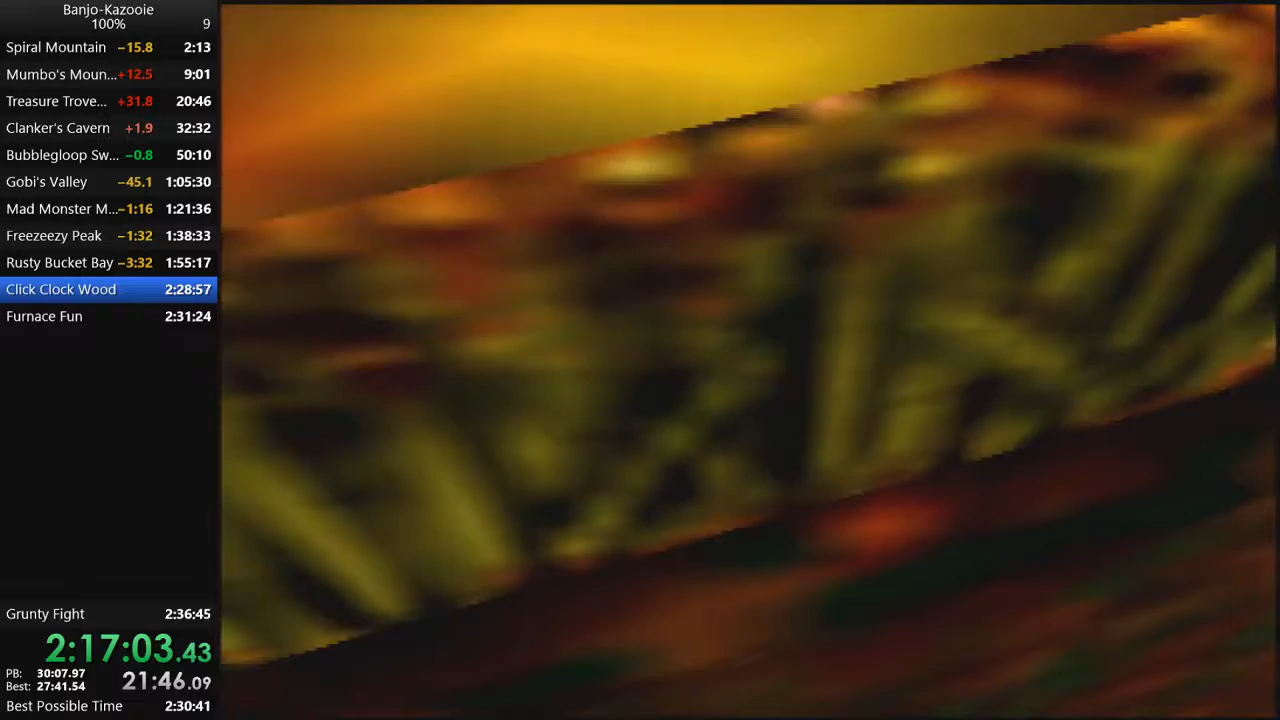 Banjo-Kazooie
100% 9
Spiral Mountain −15.8 2:13
Mumbo's Moun... +12.5 9:01
Treasure Trove... +31.8 20:46
Clanker's Cavern +1.9 32:32
Bubblegloop Sw... −0.8 50:10
Gobi's Valley −45.1 1:05:30
Mad Monster M... −1:16 1:21:36
Freezeezy Peak −1:32 1:38:33
Rusty Bucket Bay −3:32 1:55:17
Click Clock Wood 2:28:57
Furnace Fun 2:31:24
Grunty Fight 2:36:45
2:17:03.43
PB: 30:07.97
Best: 27:41.54
21:46.09
Best Possible Time 2:30:41